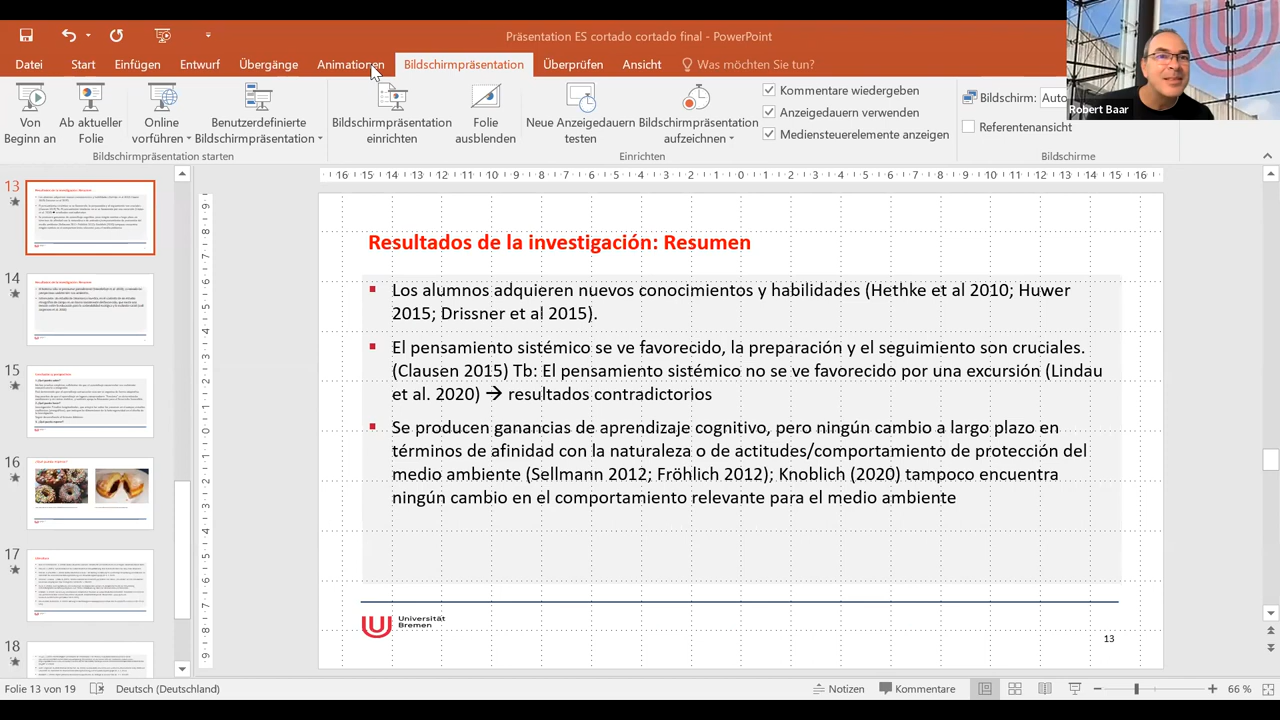 Präsentation ES cortado cortado final - PowerPoint
Datei Start Einfügen Entwurf Übergänge Animationen Bildschirmpräsentation Überprüfen Ansicht Was möchten Sie tun?
Robert Baar
Von Beginn an
Ab aktueller Folie
Online vorführen
Benutzerdefinierte Bildschirmpräsentation
Bildschirmpräsentation starten
Bildschirmpräsentation einrichten
Folie ausblenden
Neue Anzeigedauern testen
Bildschirmpräsentation aufzeichnen
Kommentare wiedergeben
Anzeigedauern verwenden
Mediensteuerelemente anzeigen
Einrichten
Bildschirm: Auto
Referentenansicht
Bildschirme
13
14
15
16
17
18
Resultados de la investigación: Resumen
Los alumnos adquieren nuevos conocimientos y habilidades (Hethke et al 2010; Huwer
2015; Drissner et al 2015).
El pensamiento sistémico se ve favorecido, la preparación y el seguimiento son cruciales.
(Clausen 2015) Tb: El pensamiento sistémico no se ve favorecido por una excursión (Lindau
et al. 2020) → resultados contradictorios
Se producen ganancias de aprendizaje cognitivo, pero ningún cambio a largo plazo en
términos de afinidad con la naturaleza o de actitudes/comportamiento de protección del
medio ambiente (Sellmann 2012; Fröhlich 2012); Knoblich (2020) tampoco encuentra
ningún cambio en el comportamiento relevante para el medio ambiente
Universität
Bremen
13
Folie 13 von 19 Deutsch (Deutschland) Notizen Kommentare 66 %